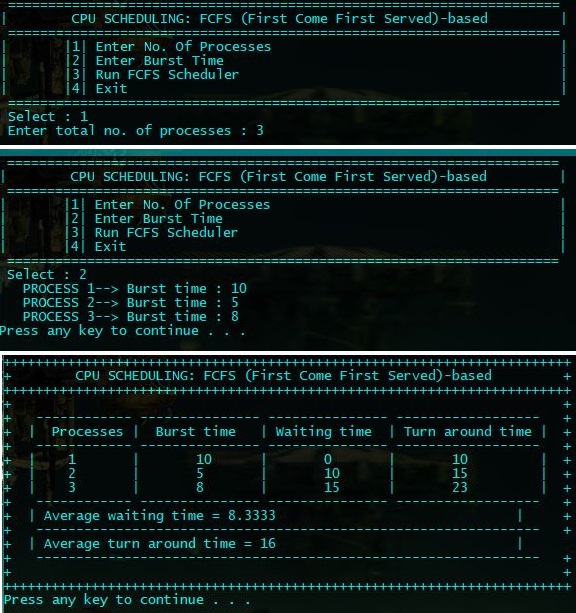 ==================================================================
| CPU SCHEDULING: FCFS (First Come First Served)-based |
==================================================================
| |1| Enter No. Of Processes |
| |2| Enter Burst Time |
| |3| Run FCFS Scheduler |
| |4| Exit |
==================================================================
Select : 1
Enter total no. of processes : 3
==================================================================
| CPU SCHEDULING: FCFS (First Come First Served)-based |
==================================================================
| |1| Enter No. Of Processes |
| |2| Enter Burst Time |
| |3| Run FCFS Scheduler |
| |4| Exit |
==================================================================
Select : 2
PROCESS 1--> Burst time : 10
PROCESS 2--> Burst time : 5
PROCESS 3--> Burst time : 8
Press any key to continue . . .
+++++++++++++++++++++++++++++++++++++++++++++++++++++++++++++++++++++++
+ CPU SCHEDULING: FCFS (First Come First Served)-based +
+++++++++++++++++++++++++++++++++++++++++++++++++++++++++++++++++++++++
+ +
+ ----------- --------------- -------------- ----------------- +
+ | Processes | Burst time | Waiting time | Turn around time | +
+ ----------- --------------- -------------- ----------------- +
+ | 1 | 10 | 0 | 10 | +
+ | 2 | 5 | 10 | 15 | +
+ | 3 | 8 | 15 | 23 | +
+ ------------------------------------------------------------ +
+ | Average waiting time = 8.3333 |
+ ------------------------------------------------------------ +
+ | Average turn around time = 16 |
+ ------------------------------------------------------------ +
+ +
+++++++++++++++++++++++++++++++++++++++++++++++++++++++++++++++++++++++
Press any key to continue . . .